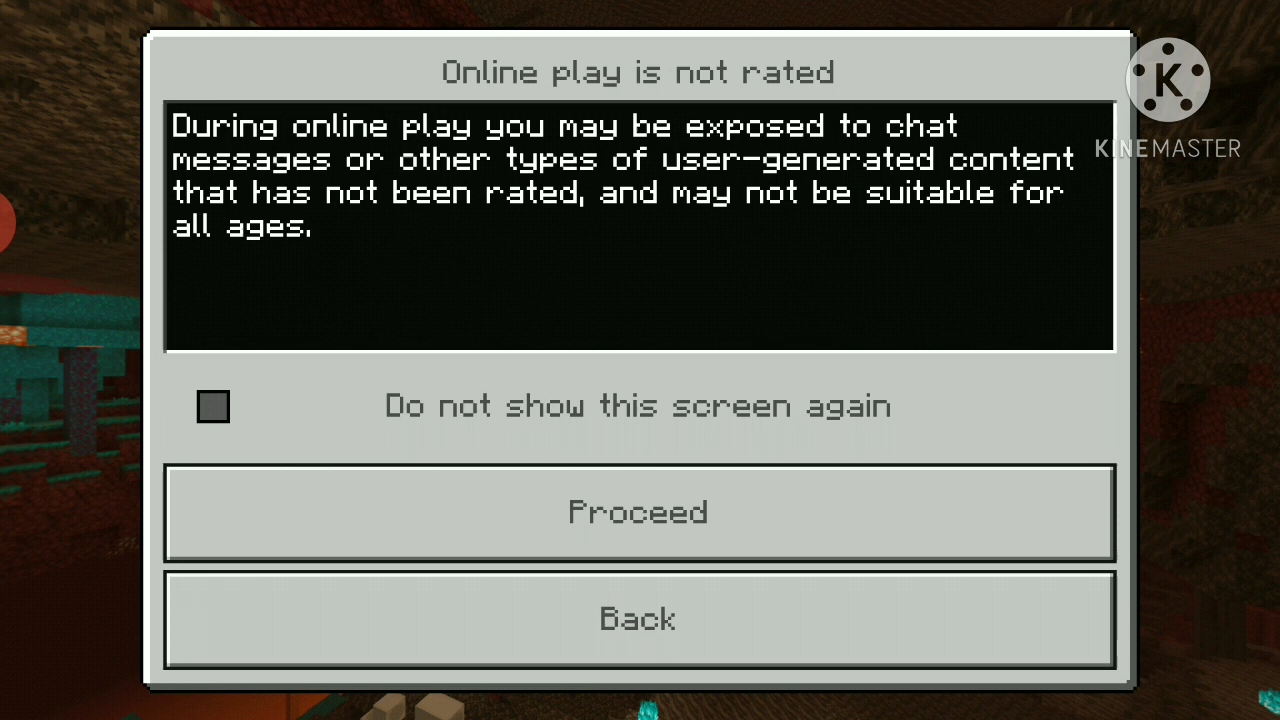 Online play is not rated
During online play you may be exposed to chat
messages or other types of user-generated content
that has not been rated, and may not be suitable for
all ages.
Do not show this screen again
Proceed
Back
K
KINEMASTER